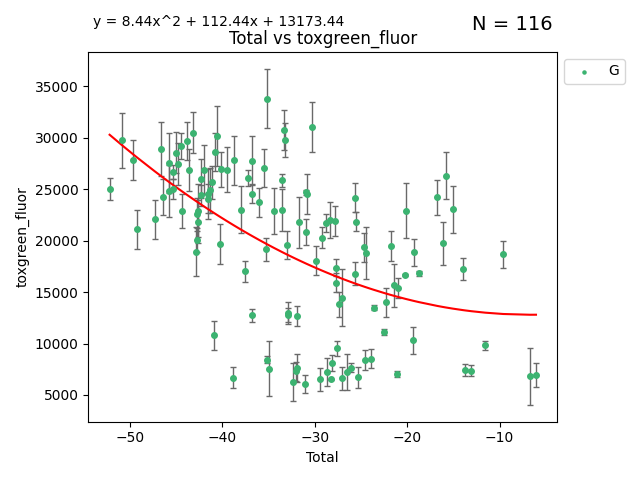 y = 8.44x^2 + 112.44x + 13173.44
N = 116
Total vs toxgreen_fluor
G
35000
30000
25000
20000
15000
10000
5000
toxgreen_fluor
−50
−40
−30
−20
−10
Total